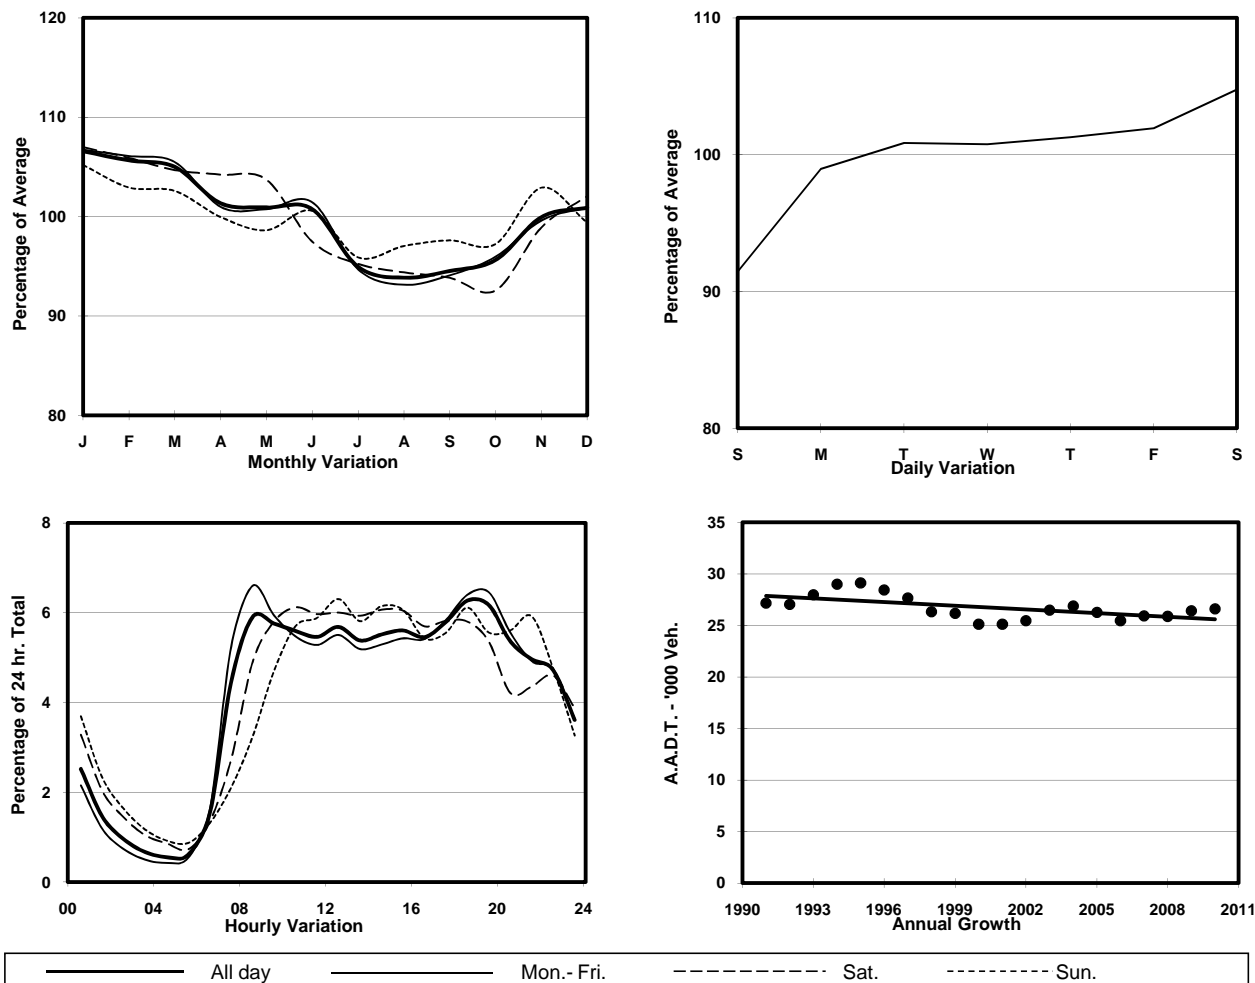 120
110
100
90
80
Percentage of Average
J F M A M J J A S O N D
Monthly Variation
110
100
90
80
Percentage of Average
S M T W T F S
Daily Variation
8
6
4
2
0
Percentage of 24 hr. Total
00 04 08 12 16 20 24
Hourly Variation
35
30
25
20
15
10
5
0
A.A.D.T. - '000 Veh.
1990 1993 1996 1999 2002 2005 2008 2011
Annual Growth
All day Mon.- Fri. Sat. Sun.